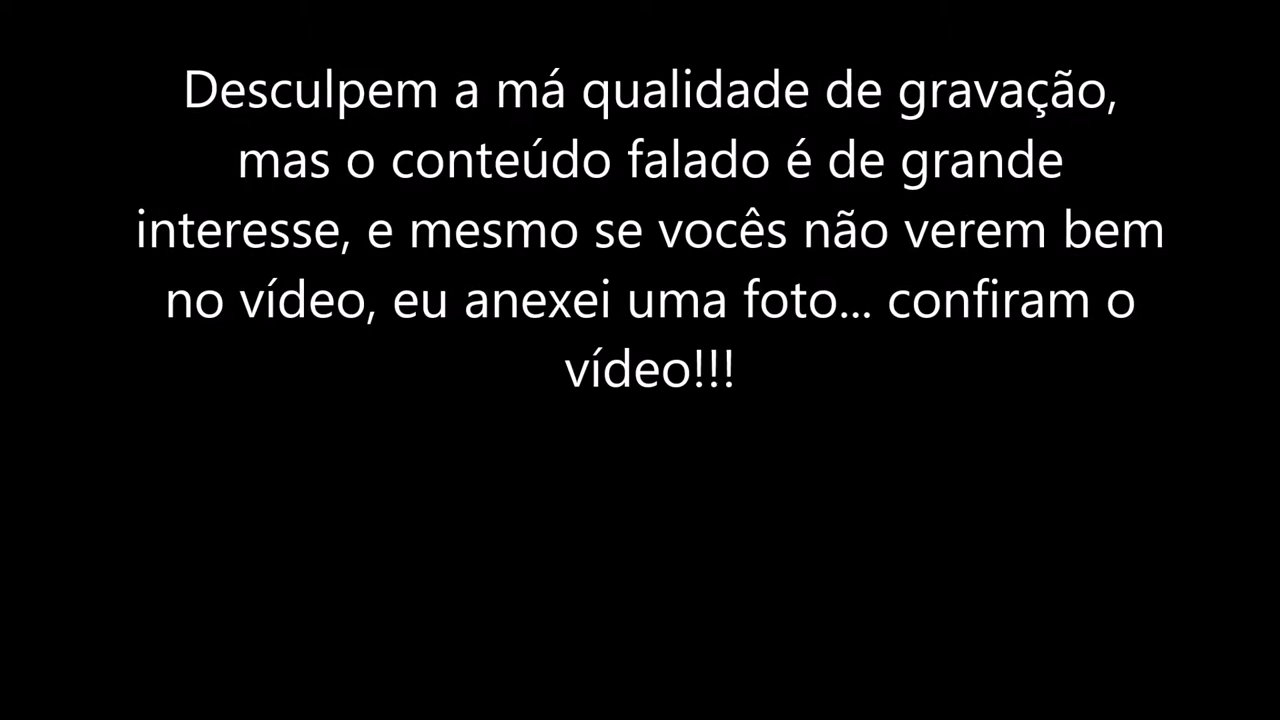 Desculpem a má qualidade de gravação,
mas o conteúdo falado é de grande
interesse, e mesmo se vocês não verem bem
no vídeo, eu anexei uma foto... confiram o
vídeo!!!